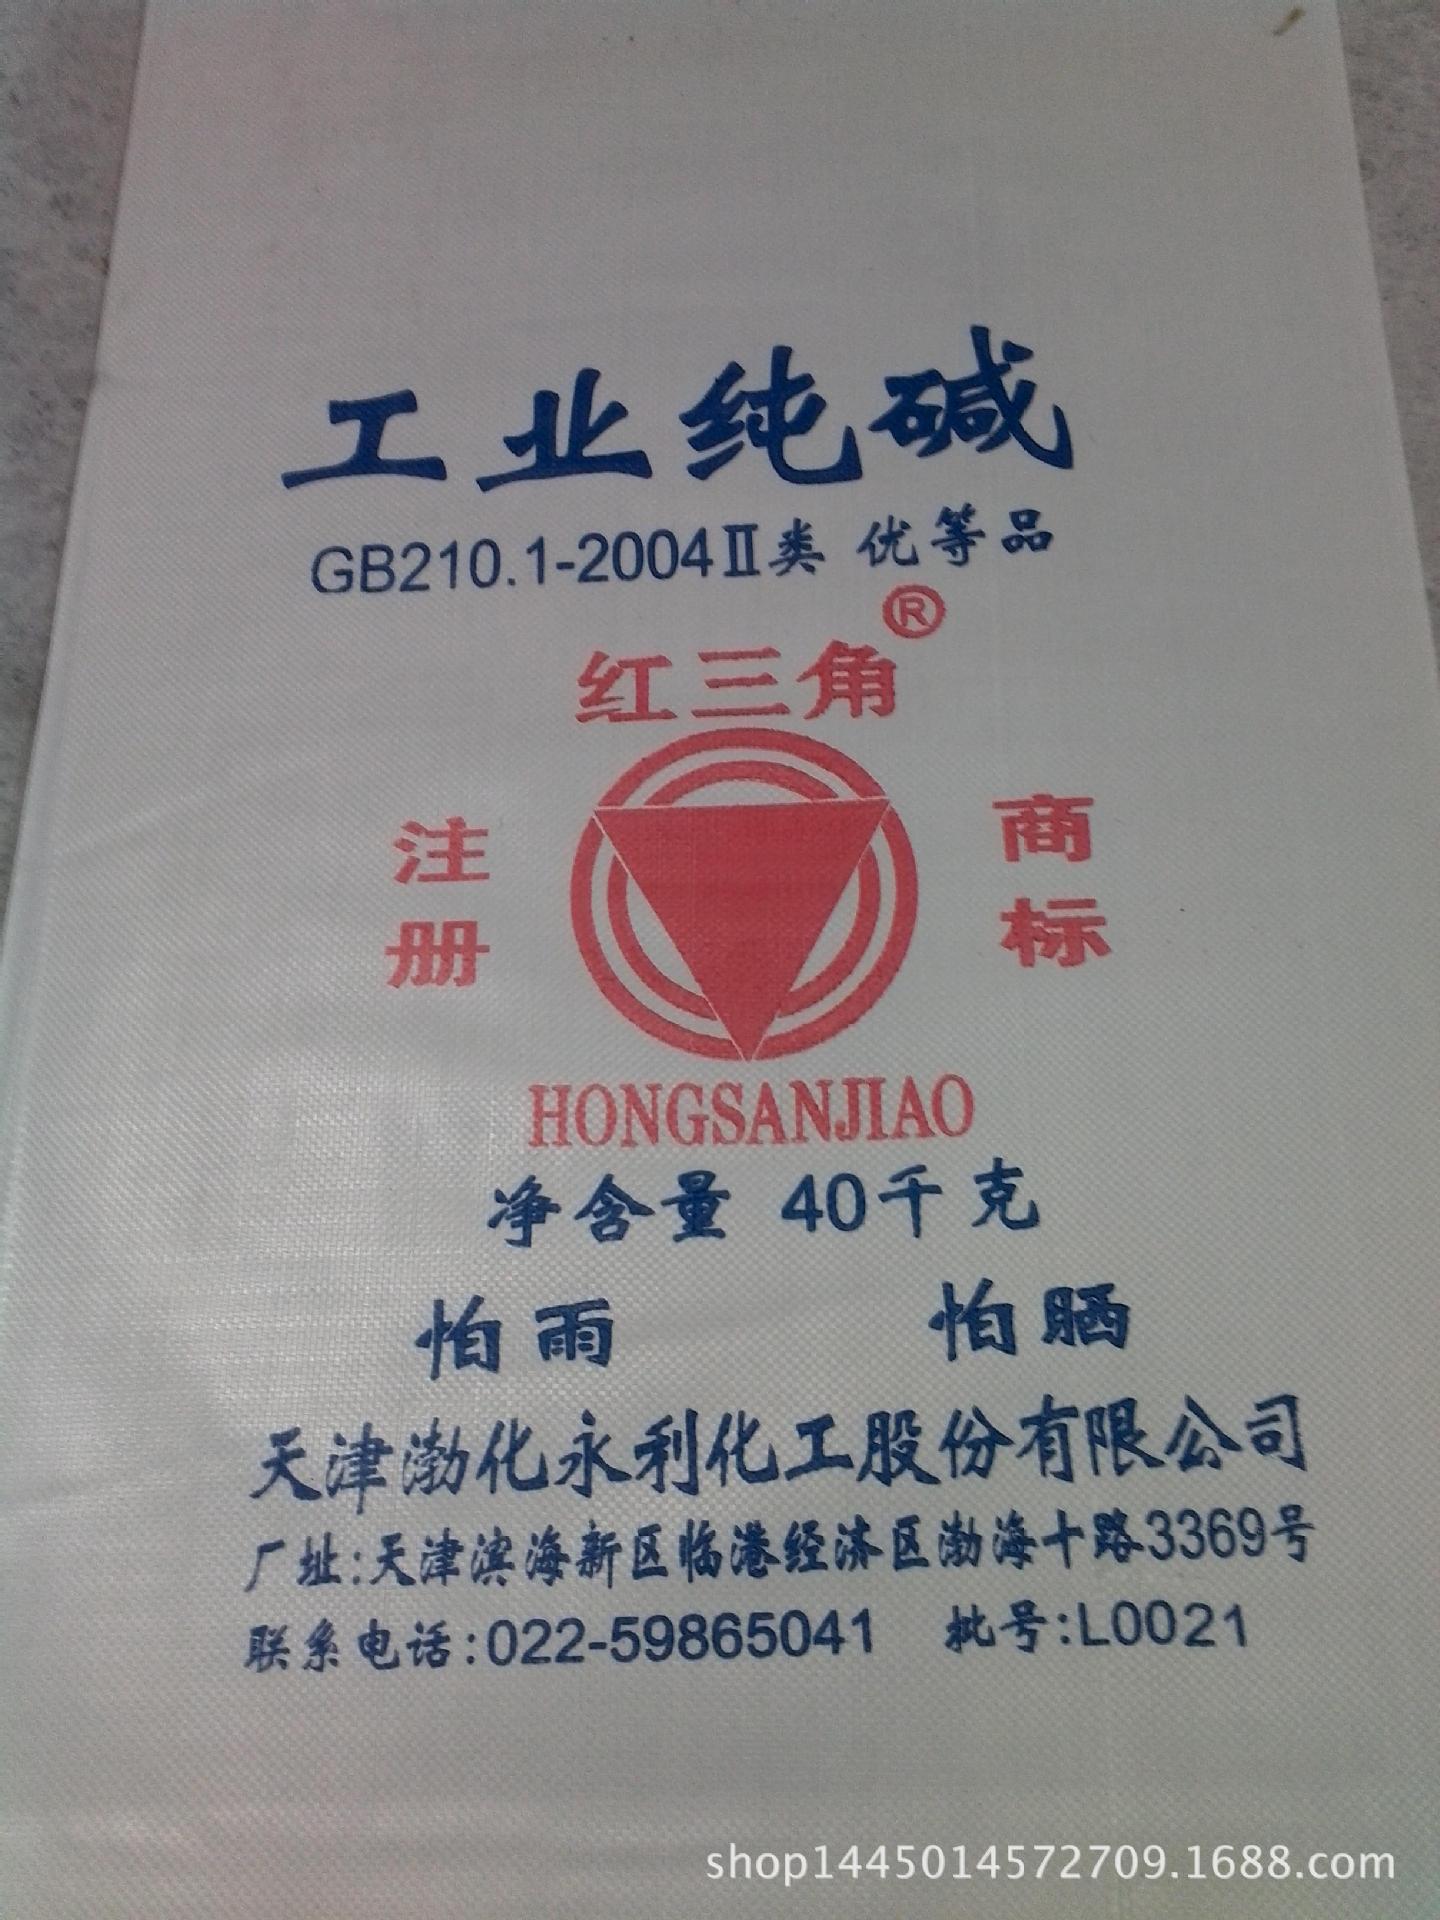 工业纯碱
GB210.1-2004Ⅱ类 优等品
红三角®
注册 商标
HONGSANJIAO
净含量 40千克
怕雨 怕晒
天津渤化永利化工股份有限公司
厂址:天津滨海新区临港经济区渤海十路3369号
联系电话:022-59865041 批号:L0021
shop1445014572709.1688.com